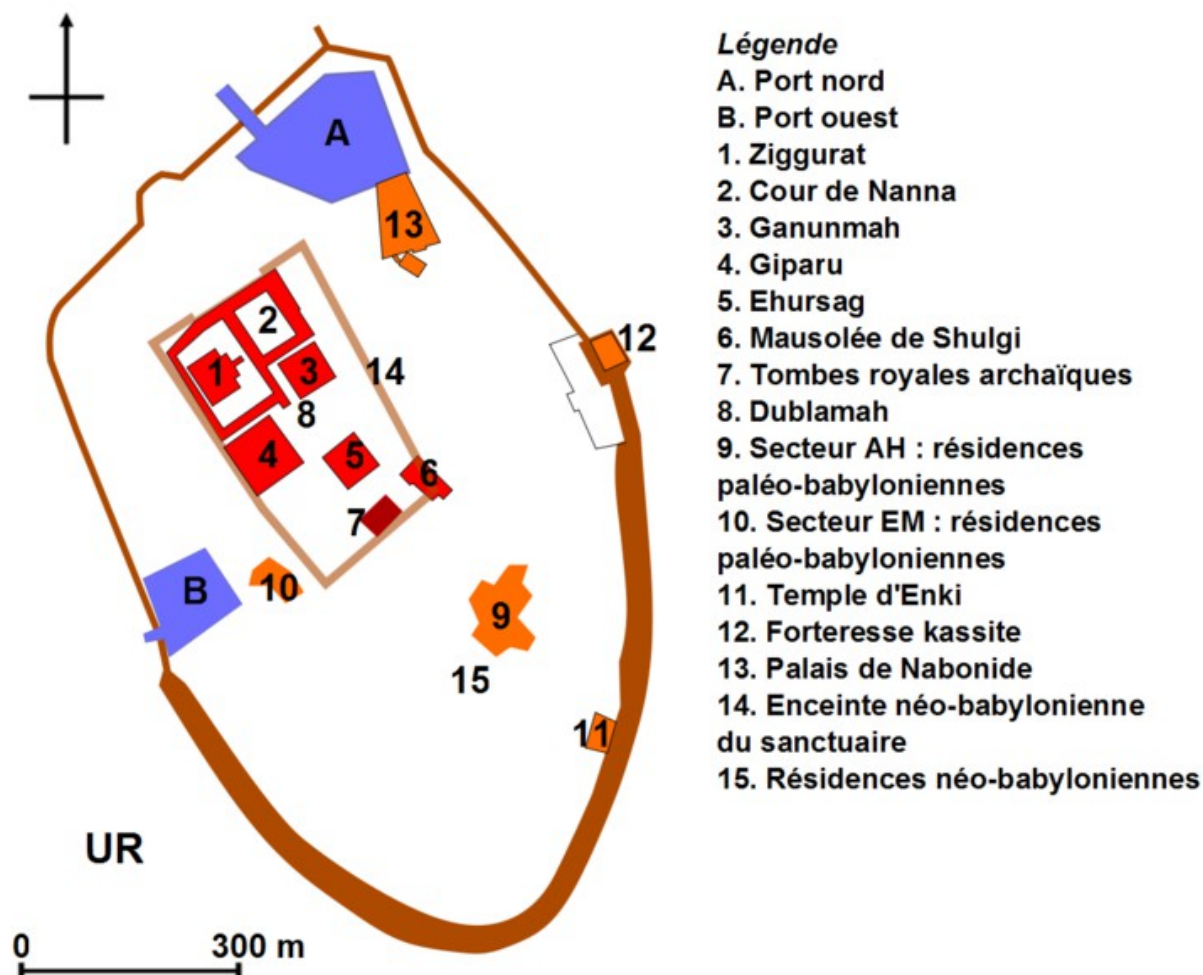 Légende
A. Port nord
B. Port ouest
1. Ziggurat
2. Cour de Nanna
3. Ganunmah
4. Giparu
5. Ehursag
6. Mausolée de Shulgi
7. Tombes royales archaïques
8. Dublamah
9. Secteur AH : résidences
paléo-babyloniennes
10. Secteur EM : résidences
paléo-babyloniennes
11. Temple d'Enki
12. Forteresse kassite
13. Palais de Nabonide
14. Enceinte néo-babylonienne
du sanctuaire
15. Résidences néo-babyloniennes
A
13
2
12
1
3
14
8
4
5
6
7
B
10
9
15
11
UR
0 300 m